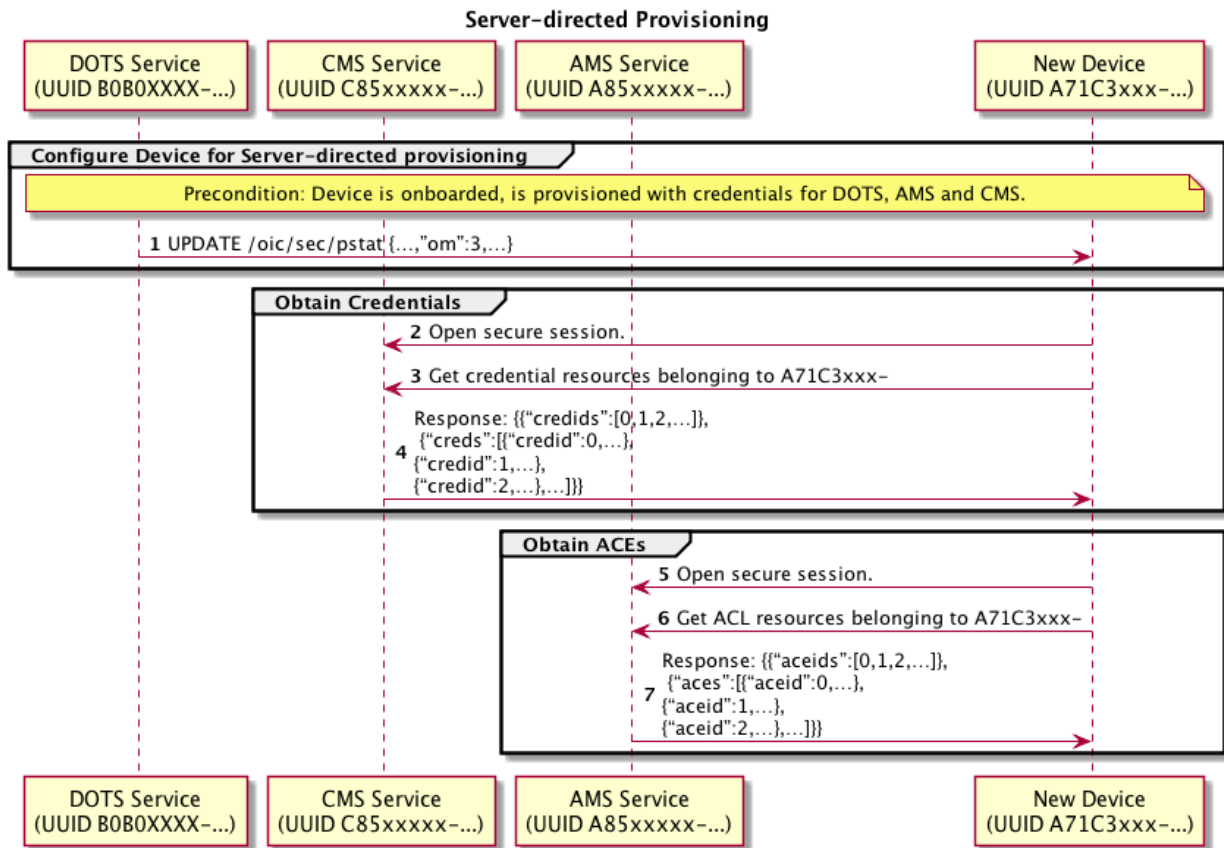 Server-directed Provisioning
DOTS Service
(UUID B0B0XXXX-...)
CMS Service
(UUID C85xxxxx-...)
AMS Service
(UUID A85xxxxx-...)
New Device
(UUID A71C3xxx-...)
Configure Device for Server-directed provisioning
Precondition: Device is onboarded, is provisioned with credentials for DOTS, AMS and CMS.
1 UPDATE /oic/sec/pstat {...,”om”:3,...}
Obtain Credentials
2 Open secure session.
3 Get credential resources belonging to A71C3xxx-
Response: {{“credids”:[0,1,2,...]},
{“creds”:[{“credid”:0,...},
4
{“credid”:1,...},
{“credid”:2,...},...]}}
Obtain ACEs
5 Open secure session.
6 Get ACL resources belonging to A71C3xxx-
Response: {{“aceids”:[0,1,2,...]},
{“aces”:[{“aceid”:0,...},
7
{“aceid”:1,...},
{“aceid”:2,...},...]}}
DOTS Service
(UUID B0B0XXXX-...)
CMS Service
(UUID C85xxxxx-...)
AMS Service
(UUID A85xxxxx-...)
New Device
(UUID A71C3xxx-...)